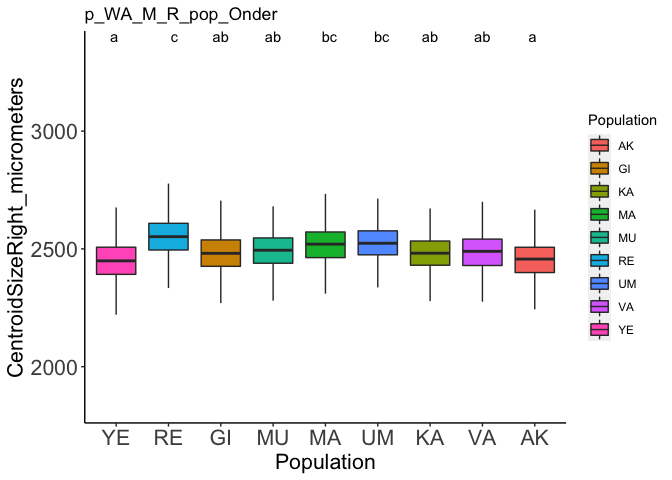 p_WA_M_R_pop_Onder
a c ab ab bc bc ab ab a
CentroidSizeRight_micrometers
3000
2500
2000
YE RE GI MU MA UM KA VA AK
Population
Population
AK
GI
KA
MA
MU
RE
UM
VA
YE